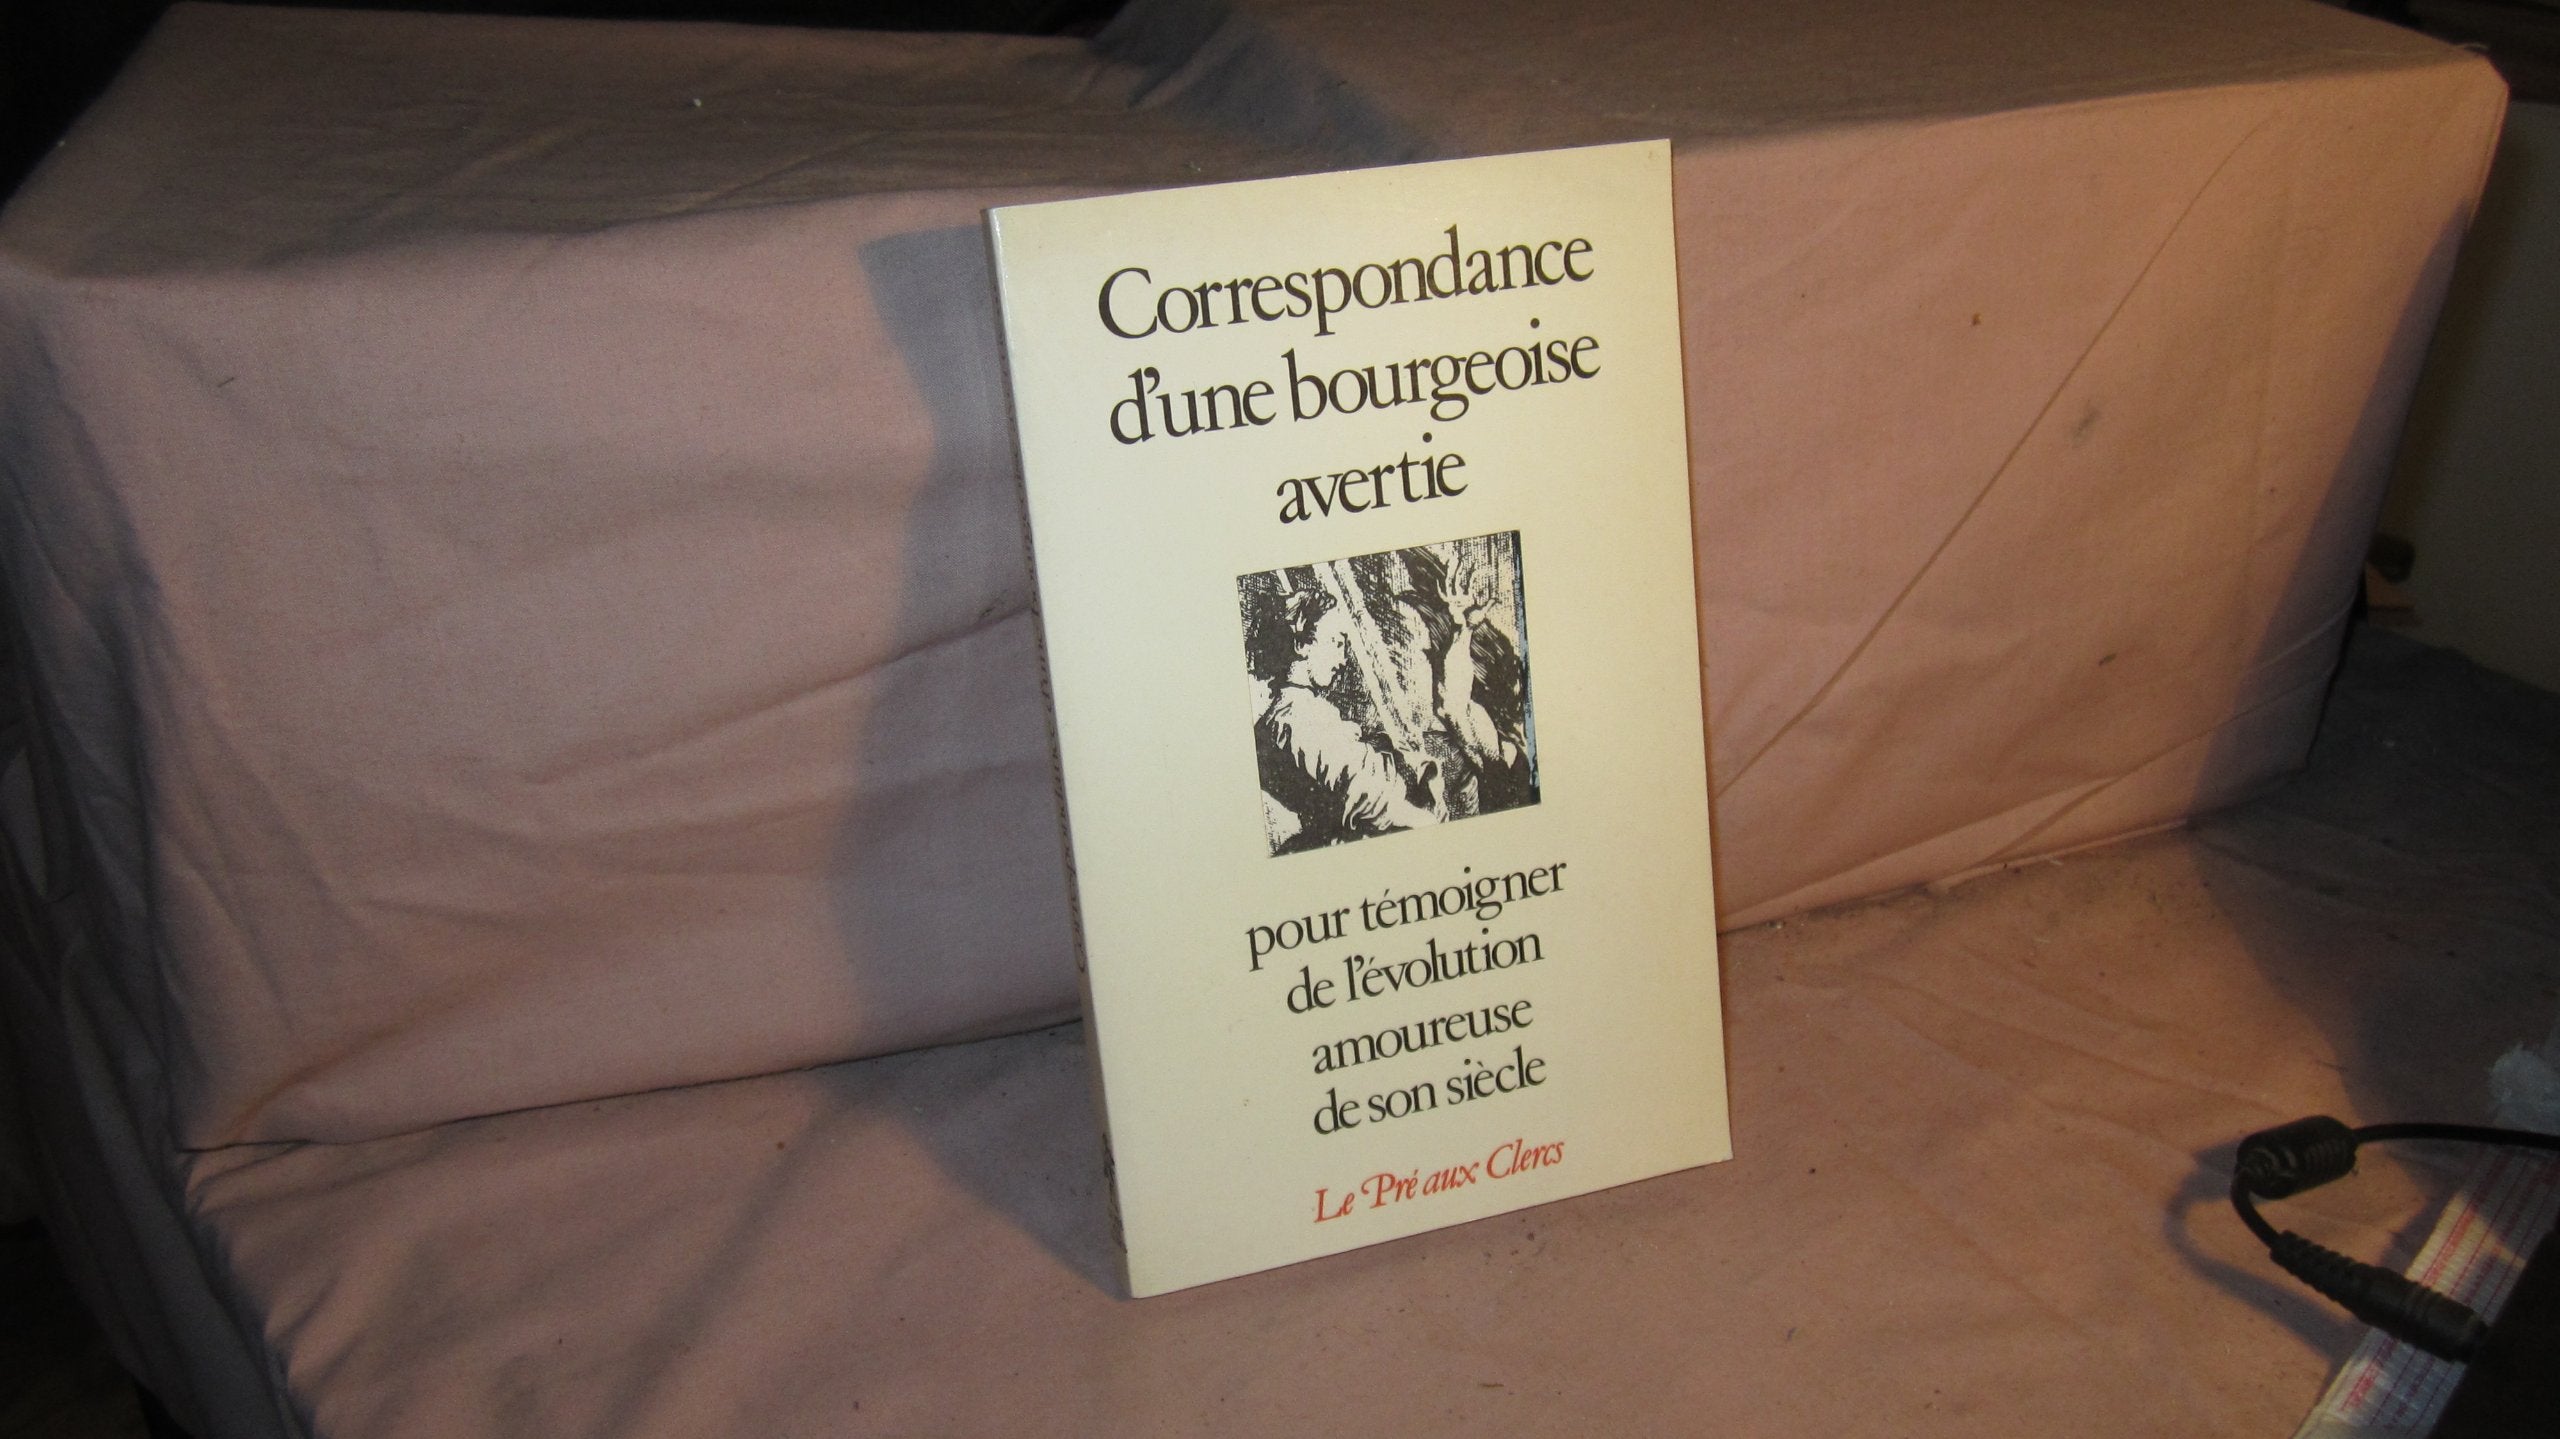 Correspondance
d'une bourgeoise
avertie
pour témoigner
de l'évolution
amoureuse
de son siècle
Le Pré aux Clercs